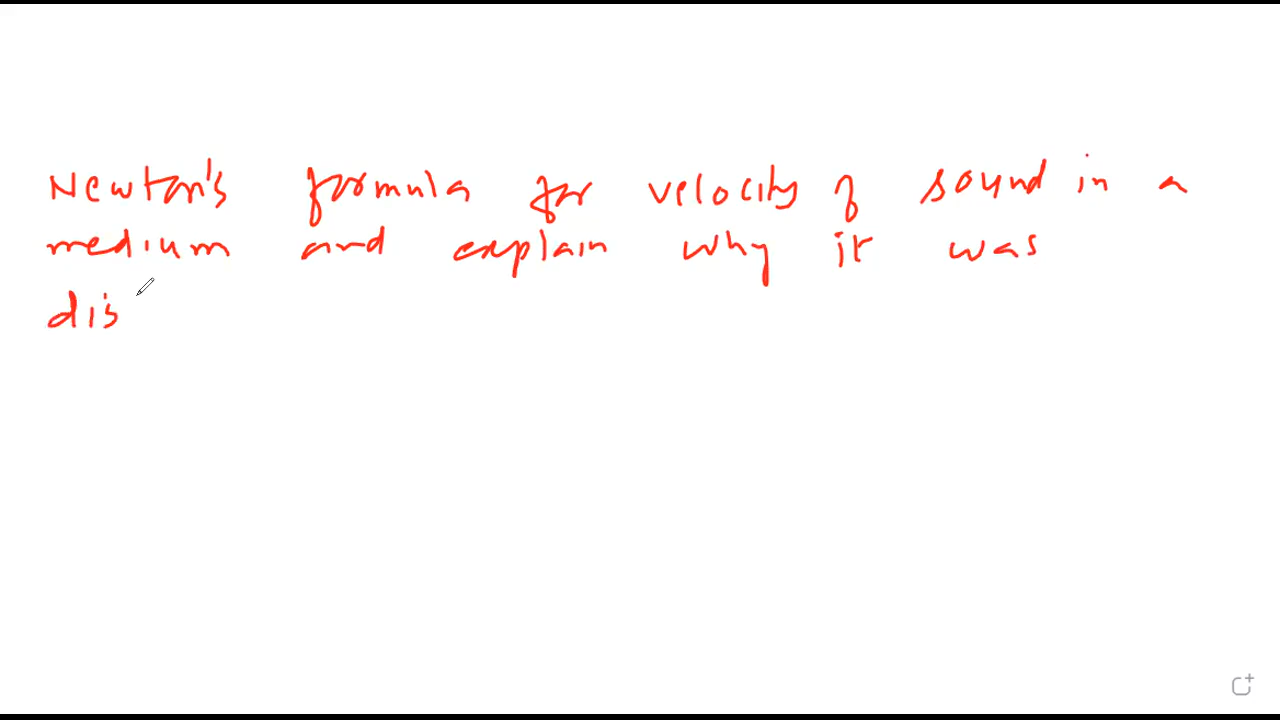 Newton's formula for velocity of sound in a
medium and explain why it was
dis